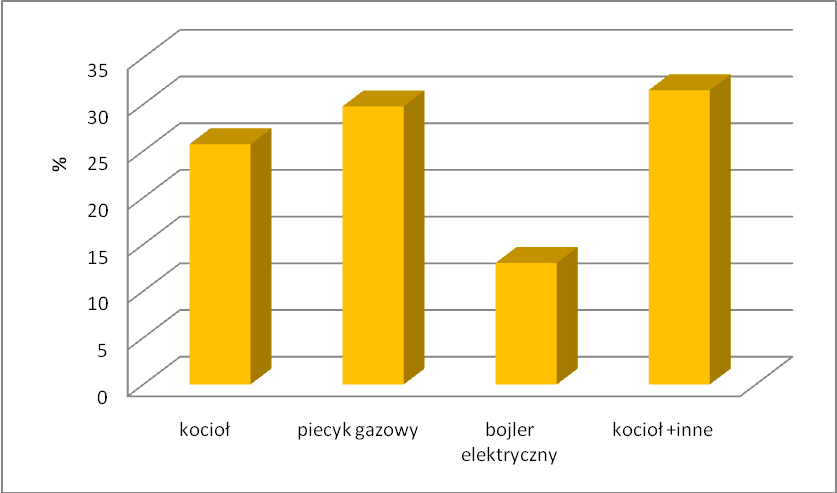 35
30
25
20
15
10
5
0
%
kocioł
piecyk gazowy
bojler
elektryczny
kocioł +inne